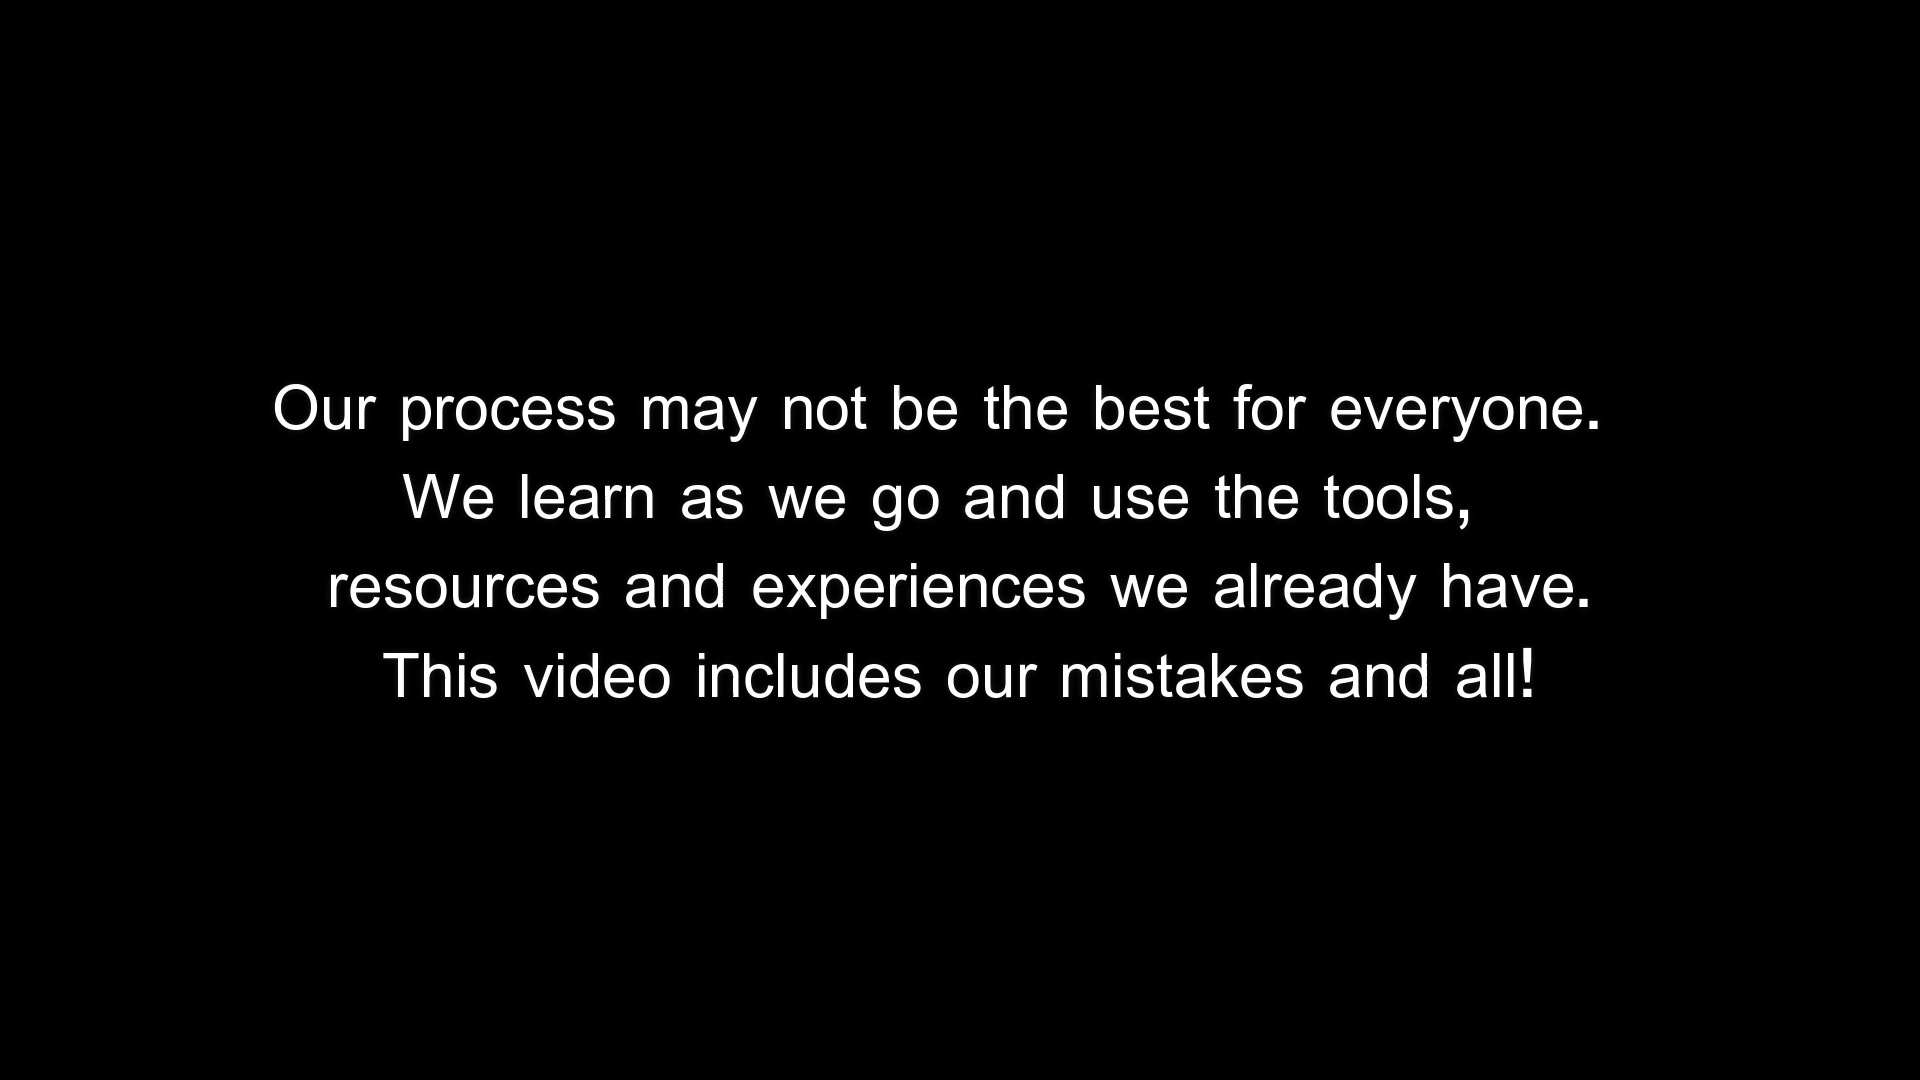 Our process may not be the best for everyone.
We learn as we go and use the tools,
resources and experiences we already have.
This video includes our mistakes and all!